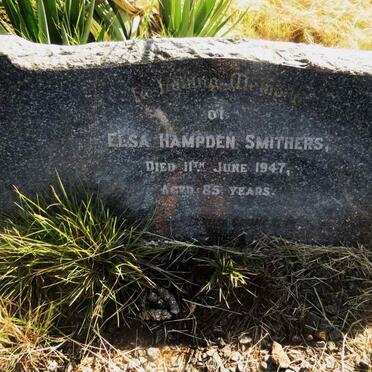 In Loving Memory
of
Elsa Hampden Smithers,
Died 11th June 1947,
Aged 85 years.